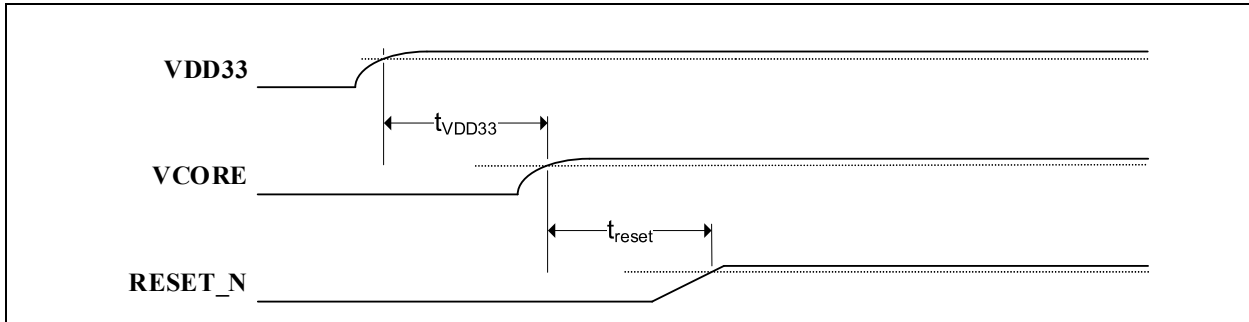 VDD33
tVDD33
VCORE
treset
RESET_N